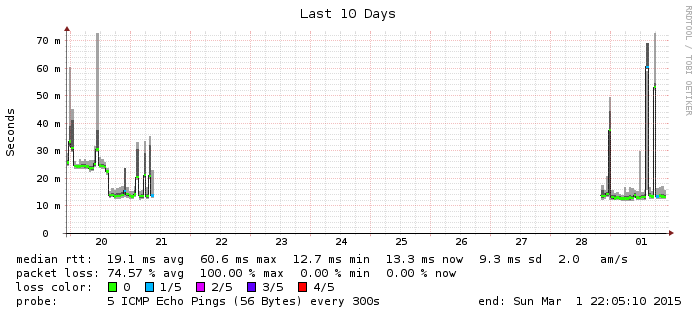 Last 10 Days
RRDTOOL / TOBI OETIKER
Seconds
70 m
60 m
50 m
40 m
30 m
20 m
10 m
0
20 21 22 23 24 25 26 27 28 01
median rtt: 19.1 ms avg 60.6 ms max 12.7 ms min 13.3 ms now 9.3 ms sd 2.0 am/s
packet loss: 74.57 % avg 100.00 % max 0.00 % min 0.00 % now
loss color: 0 1/5 2/5 3/5 4/5
probe: 5 ICMP Echo Pings (56 Bytes) every 300s end: Sun Mar 1 22:05:10 2015